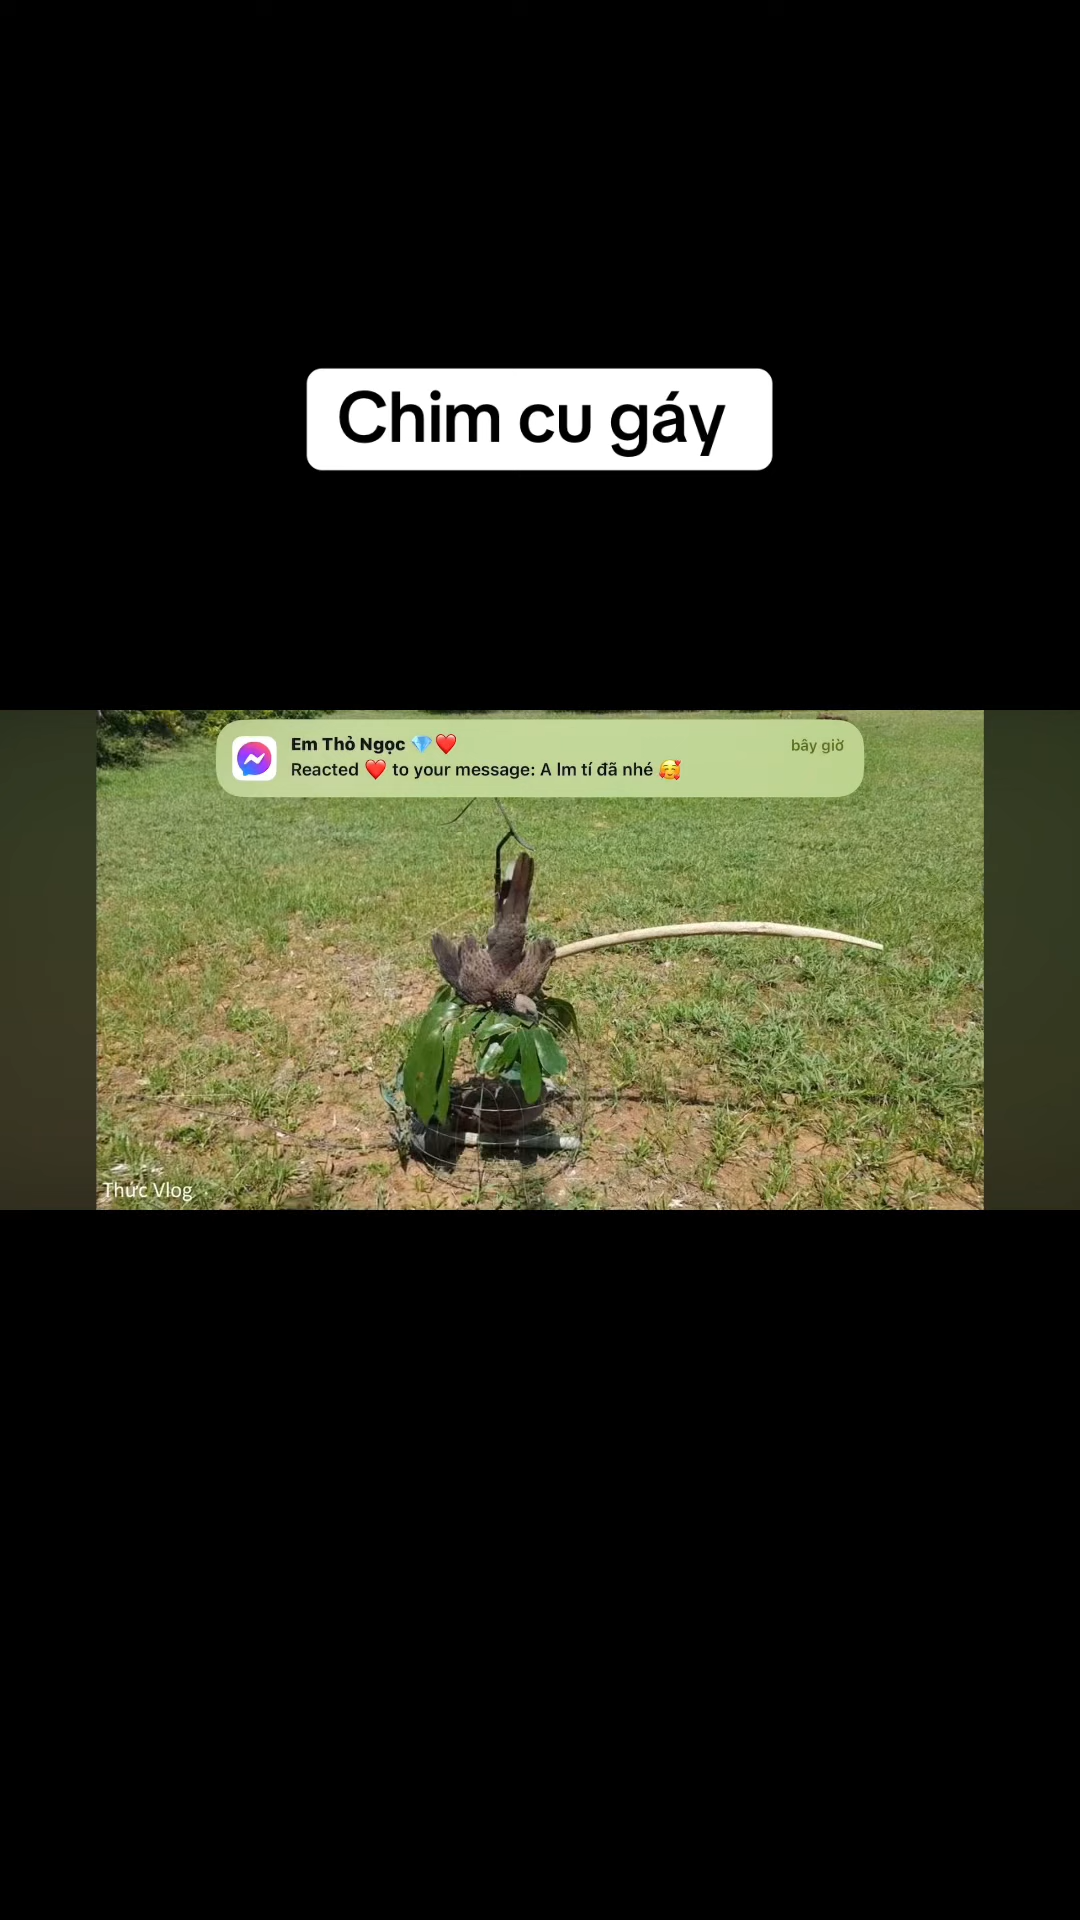 Chim cu gáy
Em Thỏ Ngọc 💎❤️
bây giờ
Reacted ❤️ to your message: A lm tí đã nhé 🥰
Thức Vlog